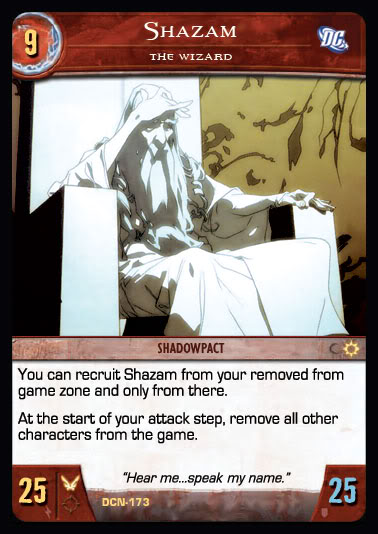 9
Shazam
THE WIZARD
DC
SHADOWPACT
You can recruit Shazam from your removed from
game zone and only from there.
At the start of your attack step, remove all other
characters from the game.
"Hear me...speak my name."
25
DCN-173
25